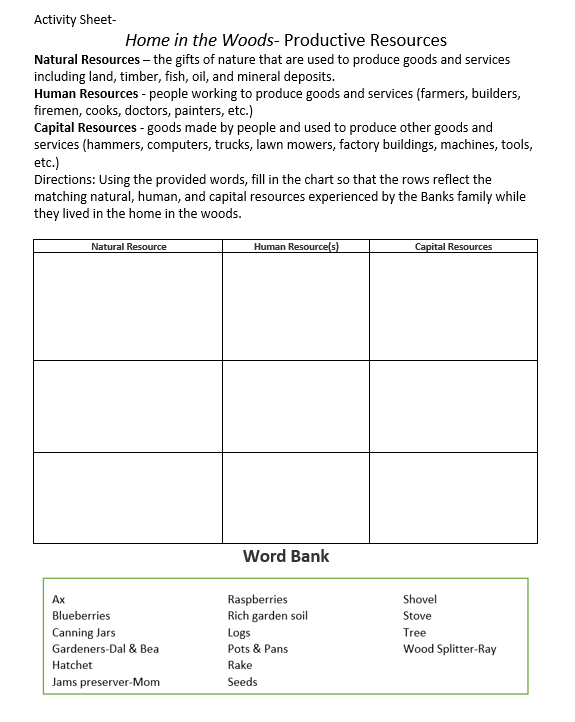 Activity Sheet-
Home in the Woods- Productive Resources
Natural Resources – the gifts of nature that are used to produce goods and services
including land, timber, fish, oil, and mineral deposits.
Human Resources - people working to produce goods and services (farmers, builders,
firemen, cooks, doctors, painters, etc.)
Capital Resources - goods made by people and used to produce other goods and
services (hammers, computers, trucks, lawn mowers, factory buildings, machines, tools,
etc.)
Directions: Using the provided words, fill in the chart so that the rows reflect the
matching natural, human, and capital resources experienced by the Banks family while
they lived in the home in the woods.
Natural Resource Human Resource(s) Capital Resources
Word Bank
Ax Raspberries Shovel
Blueberries Rich garden soil Stove
Canning Jars Logs Tree
Gardeners-Dal & Bea Pots & Pans Wood Splitter-Ray
Hatchet Rake
Jams preserver-Mom Seeds